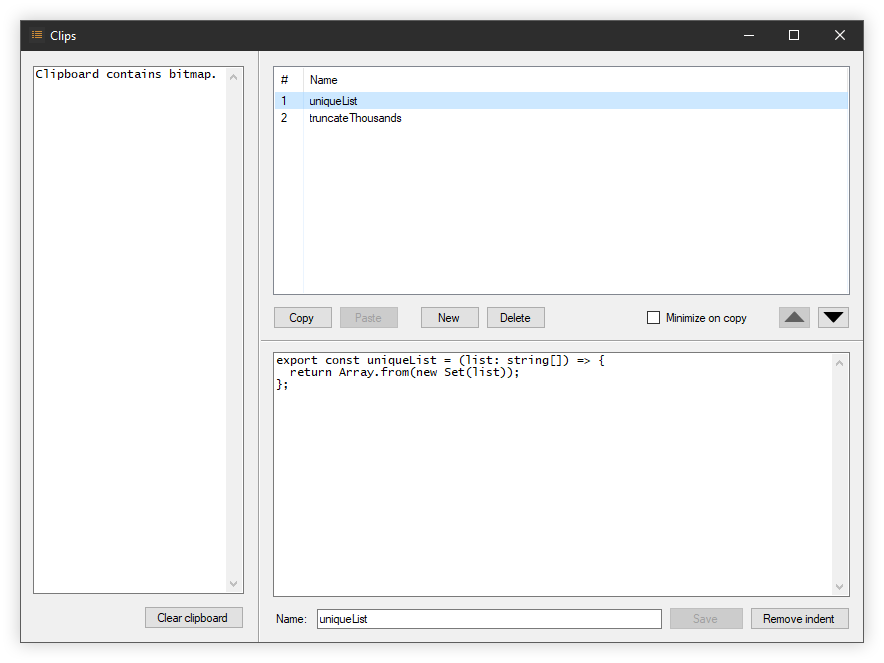 Clips
Clipboard contains bitmap.
Clear clipboard
# Name
1 uniqueList
2 truncateThousands
Copy Paste New Delete Minimize on copy
export const uniqueList = (list: string[]) => {
  return Array.from(new Set(list));
};
Name: uniqueList Save Remove indent